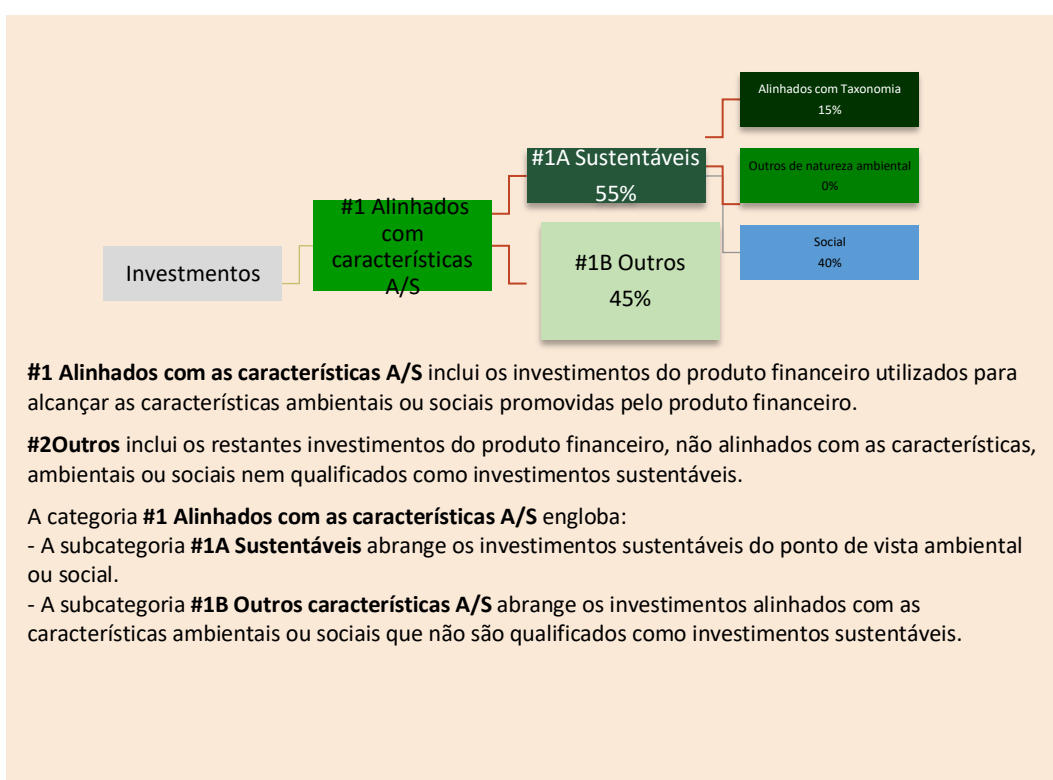 Alinhados com Taxonomia
15%
#1A Sustentáveis
55%
Outros de natureza ambiental
0%
#1 Alinhados
com
características
A/S
Social
40%
#1B Outros
45%
Investmentos
#1 Alinhados com as características A/S inclui os investimentos do produto financeiro utilizados para
alcançar as características ambientais ou sociais promovidas pelo produto financeiro.
#2Outros inclui os restantes investimentos do produto financeiro, não alinhados com as características,
ambientais ou sociais nem qualificados como investimentos sustentáveis.
A categoria #1 Alinhados com as características A/S engloba:
- A subcategoria #1A Sustentáveis abrange os investimentos sustentáveis do ponto de vista ambiental
ou social.
- A subcategoria #1B Outros características A/S abrange os investimentos alinhados com as
características ambientais ou sociais que não são qualificados como investimentos sustentáveis.